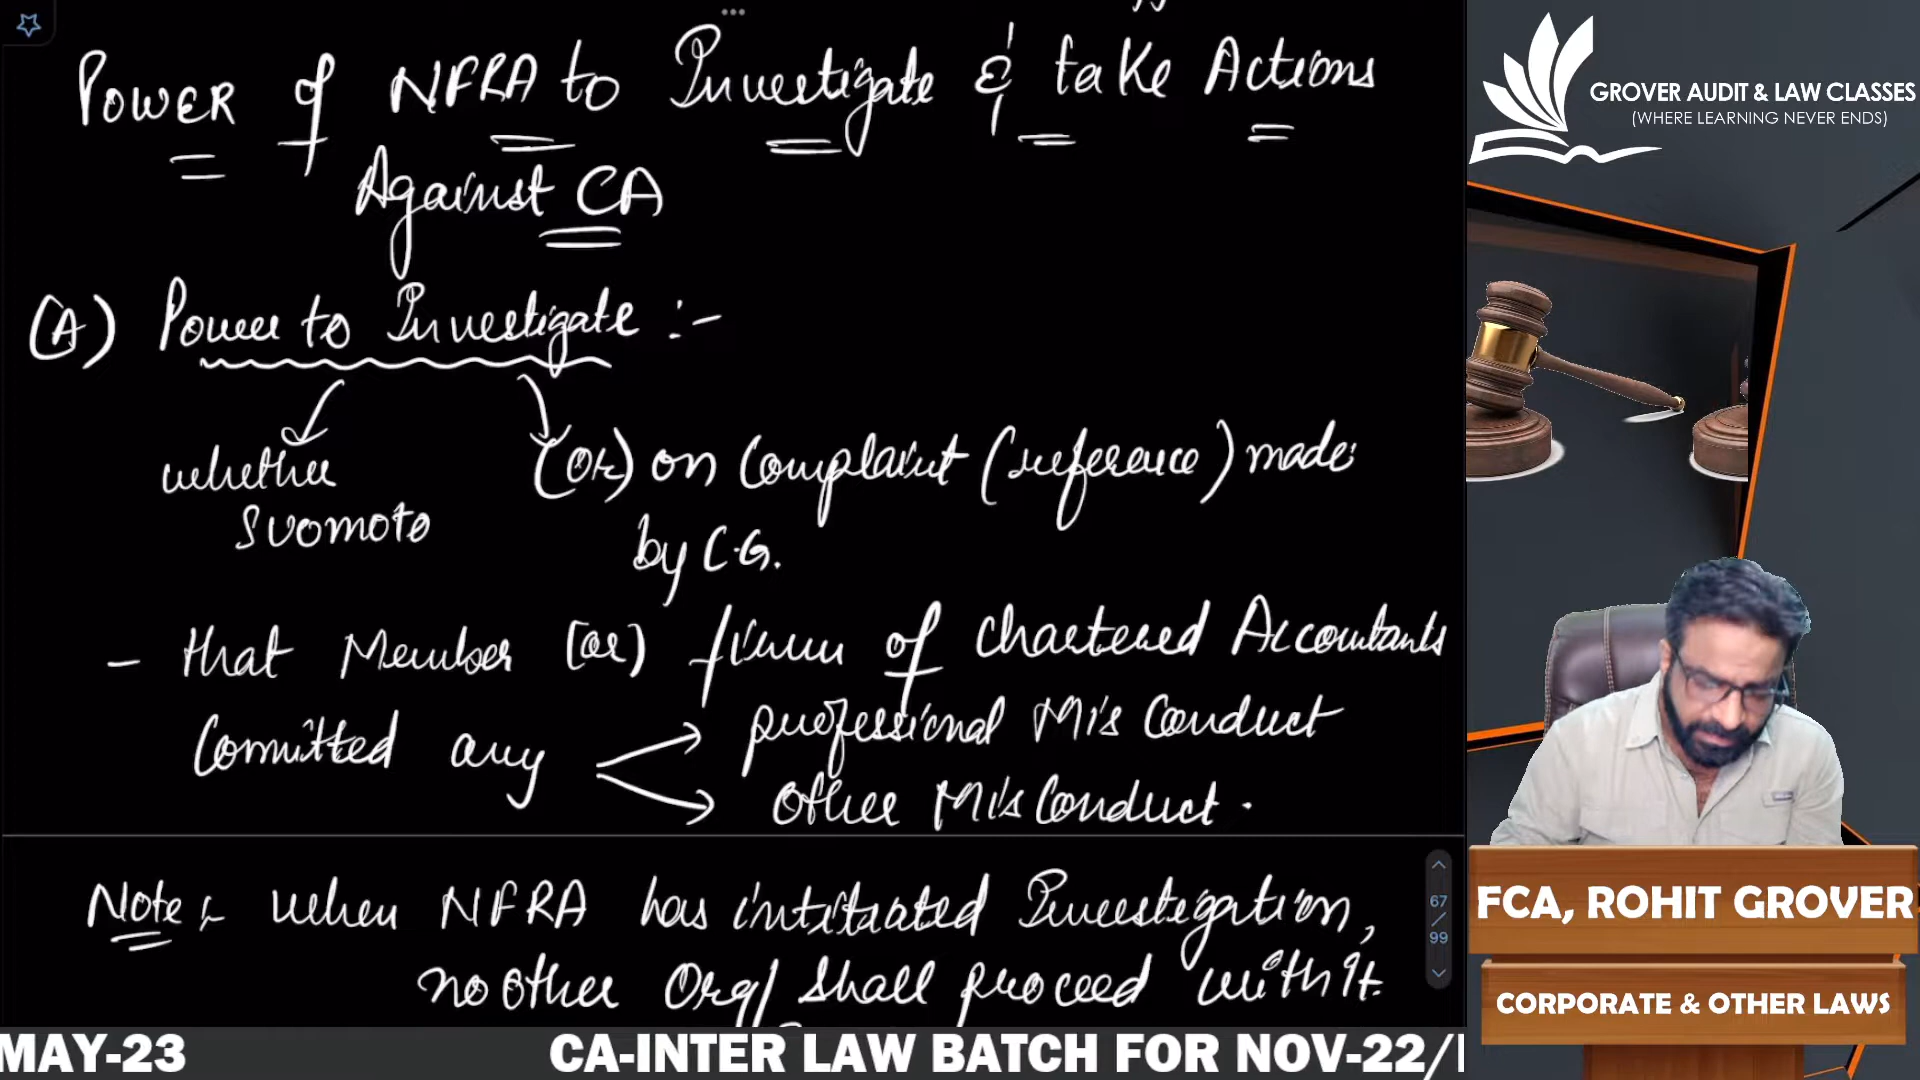 Power of NFRA to Investigate & take Actions
Against CA
(A) Power to Investigate :-
whether
Suomoto
(OR) on Complaint (reference) made
by C.G.
- that Member (or) firm of Chartered Accountants
Committed any
professional Mis Conduct
Other Mis Conduct.
Note :- when NFRA has intitiated Investigation,
no other Org/ shall proceed with it.
67
/
99
GROVER AUDIT & LAW CLASSES
(WHERE LEARNING NEVER ENDS)
FCA, ROHIT GROVER
CORPORATE & OTHER LAWS
MAY-23 CA-INTER LAW BATCH FOR NOV-22/